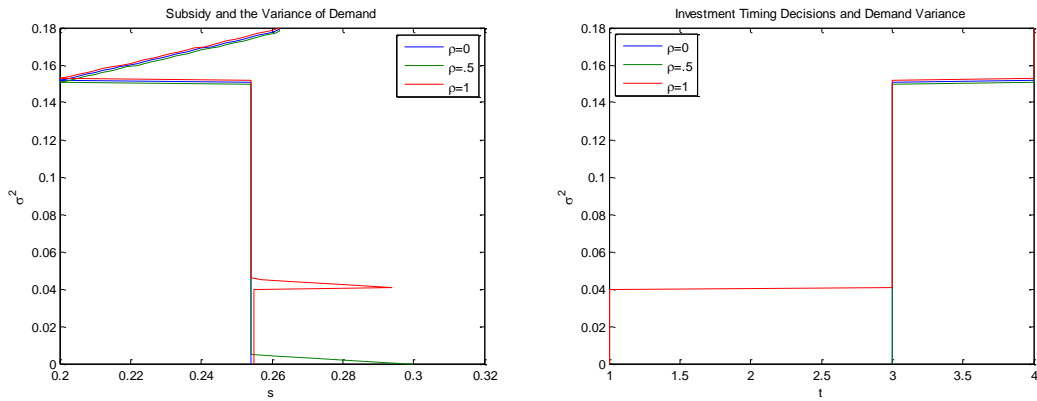 Subsidy and the Variance of Demand
0.18
0.16
0.14
0.12
0.1
0.08
0.06
0.04
0.02
0
σ²
0.2 0.22 0.24 0.26 0.28 0.3 0.32
s
ρ=0
ρ=.5
ρ=1
Investment Timing Decisions and Demand Variance
0.18
0.16
0.14
0.12
0.1
0.08
0.06
0.04
0.02
0
σ²
1 1.5 2 2.5 3 3.5 4
t
ρ=0
ρ=.5
ρ=1